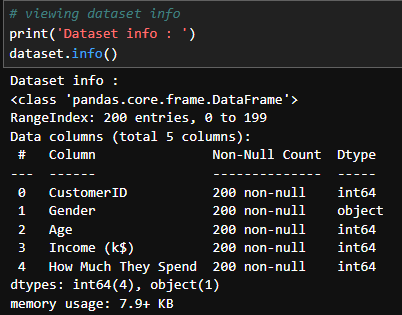 # viewing dataset info
print('Dataset info : ')
dataset.info()
Dataset info :
<class 'pandas.core.frame.DataFrame'>
RangeIndex: 200 entries, 0 to 199
Data columns (total 5 columns):
 #   Column               Non-Null Count  Dtype
---  ------               --------------  -----
 0   CustomerID           200 non-null    int64
 1   Gender               200 non-null    object
 2   Age                  200 non-null    int64
 3   Income (k$)          200 non-null    int64
 4   How Much They Spend  200 non-null    int64
dtypes: int64(4), object(1)
memory usage: 7.9+ KB